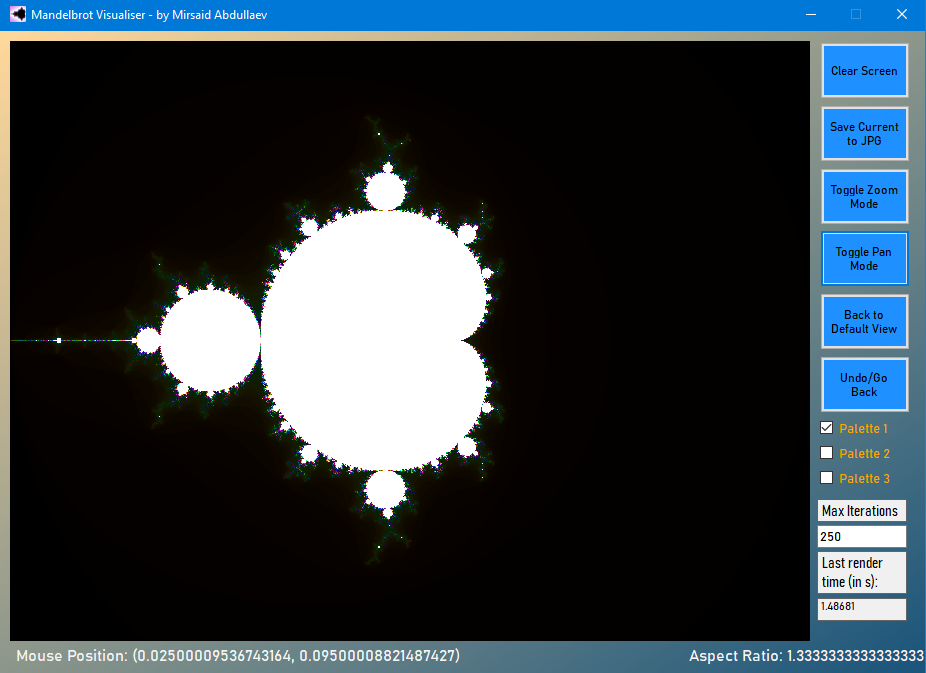 Mandelbrot Visualiser - by Mirsaid Abdullaev
Clear Screen
Save Current
to JPG
Toggle Zoom
Mode
Toggle Pan
Mode
Back to
Default View
Undo/Go
Back
Palette 1
Palette 2
Palette 3
Max Iterations
250
Last render
time (in s):
1.48681
Mouse Position: (0.02500009536743164, 0.09500008821487427)
Aspect Ratio: 1.3333333333333333